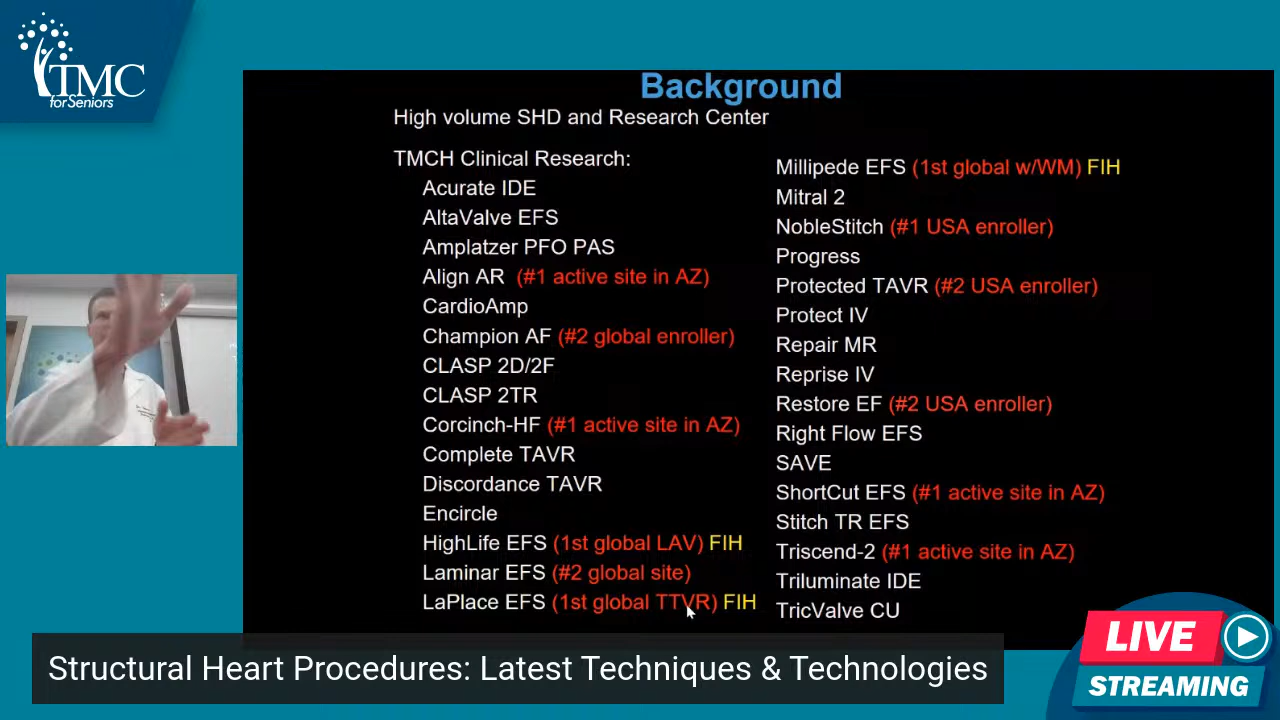 TMC
for Seniors
Background
High volume SHD and Research Center
TMCH Clinical Research:
Acurate IDE
AltaValve EFS
Amplatzer PFO PAS
Align AR (#1 active site in AZ)
CardioAmp
Champion AF (#2 global enroller)
CLASP 2D/2F
CLASP 2TR
Corcinch-HF (#1 active site in AZ)
Complete TAVR
Discordance TAVR
Encircle
HighLife EFS (1st global LAV) FIH
Laminar EFS (#2 global site)
LaPlace EFS (1st global TTVR) FIH
Millipede EFS (1st global w/WM) FIH
Mitral 2
NobleStitch (#1 USA enroller)
Progress
Protected TAVR (#2 USA enroller)
Protect IV
Repair MR
Reprise IV
Restore EF (#2 USA enroller)
Right Flow EFS
SAVE
ShortCut EFS (#1 active site in AZ)
Stitch TR EFS
Triscend-2 (#1 active site in AZ)
Triluminate IDE
TricValve CU
Structural Heart Procedures: Latest Techniques & Technologies
LIVE
STREAMING